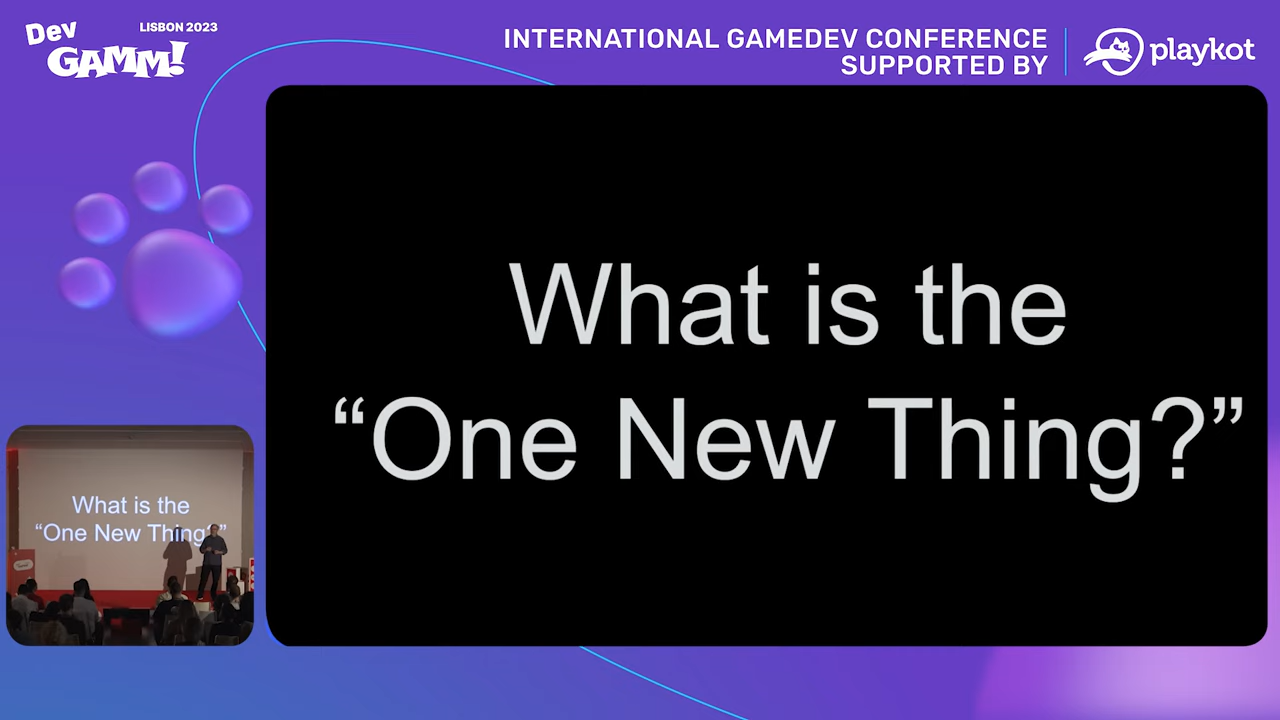 Dev
GAMM!
LISBON 2023
INTERNATIONAL GAMEDEV CONFERENCE
SUPPORTED BY
playkot
What is the
“One New Thing?”
What is the
“One New Thing?”